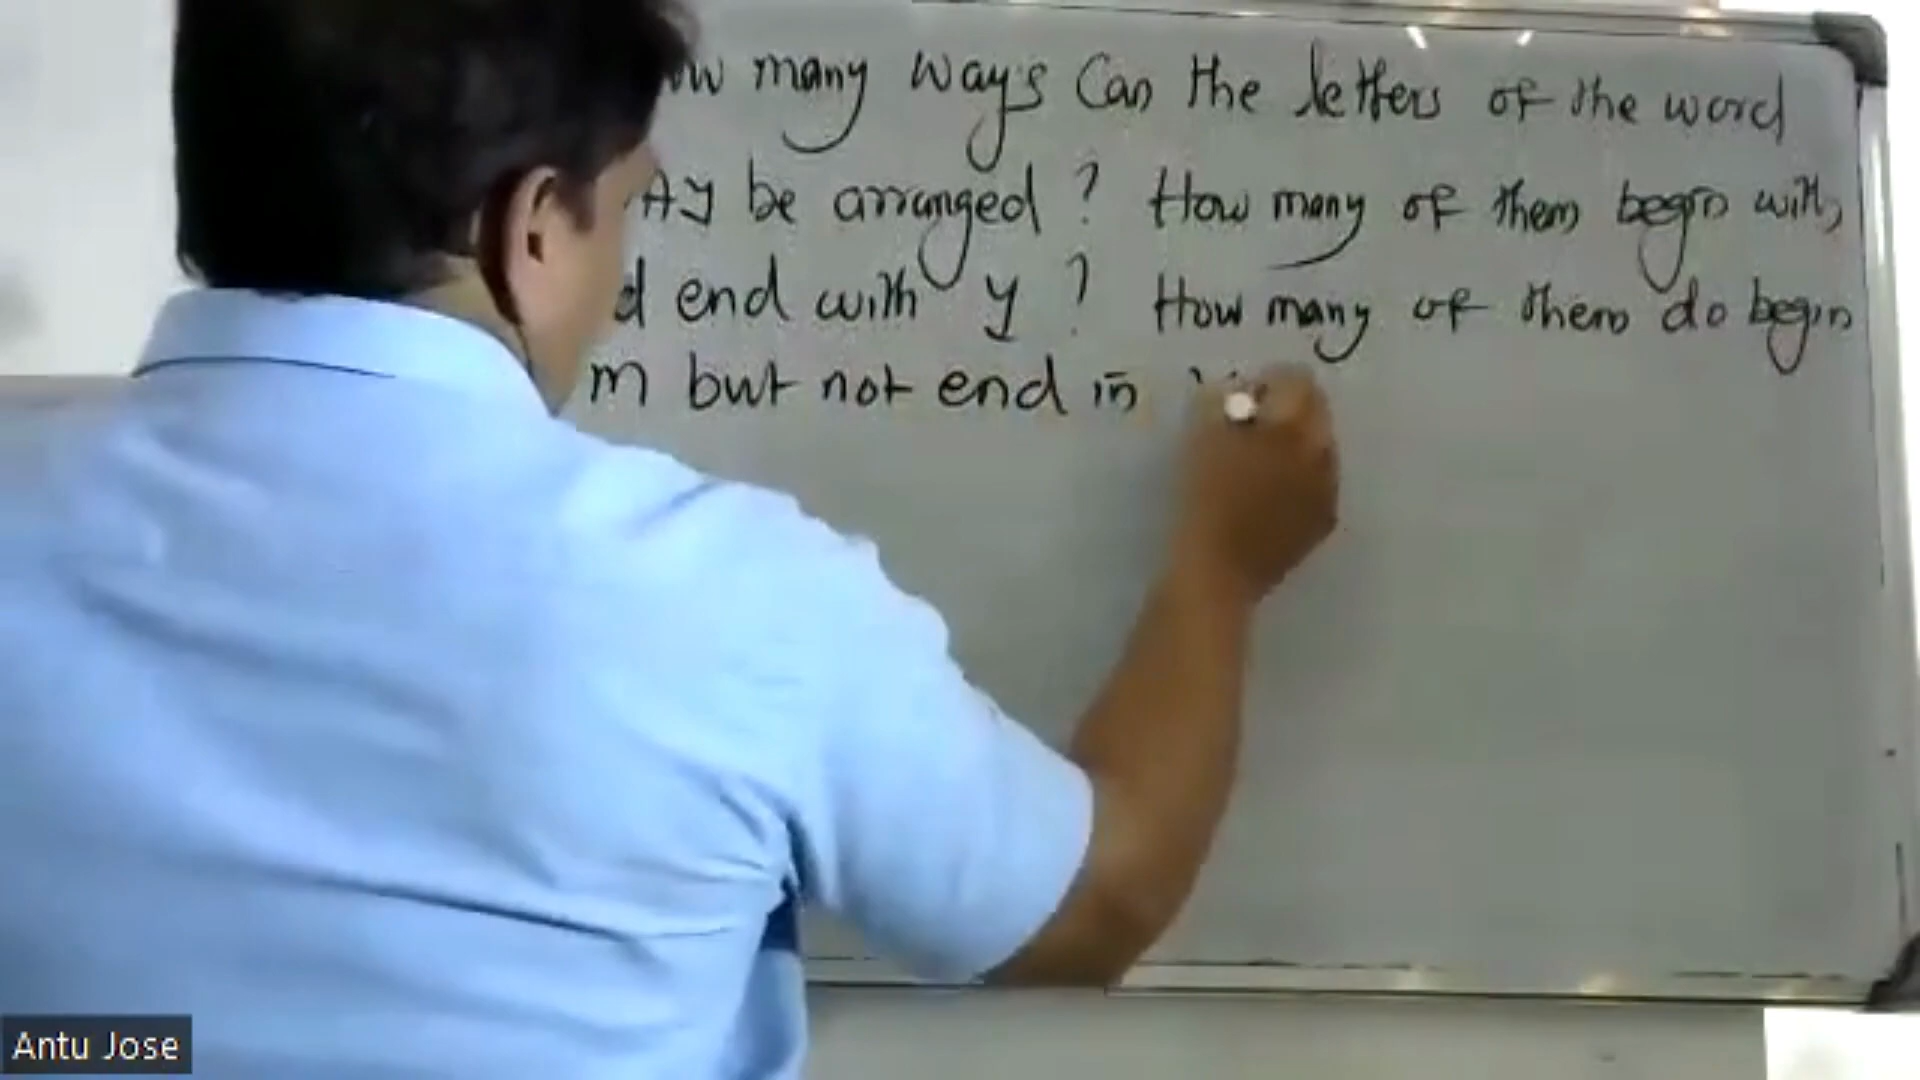 many ways Can the letters of the word
AY be arranged ? How many of them begin with
d end with y ? How many of them do begin
m but not end in
Antu Jose